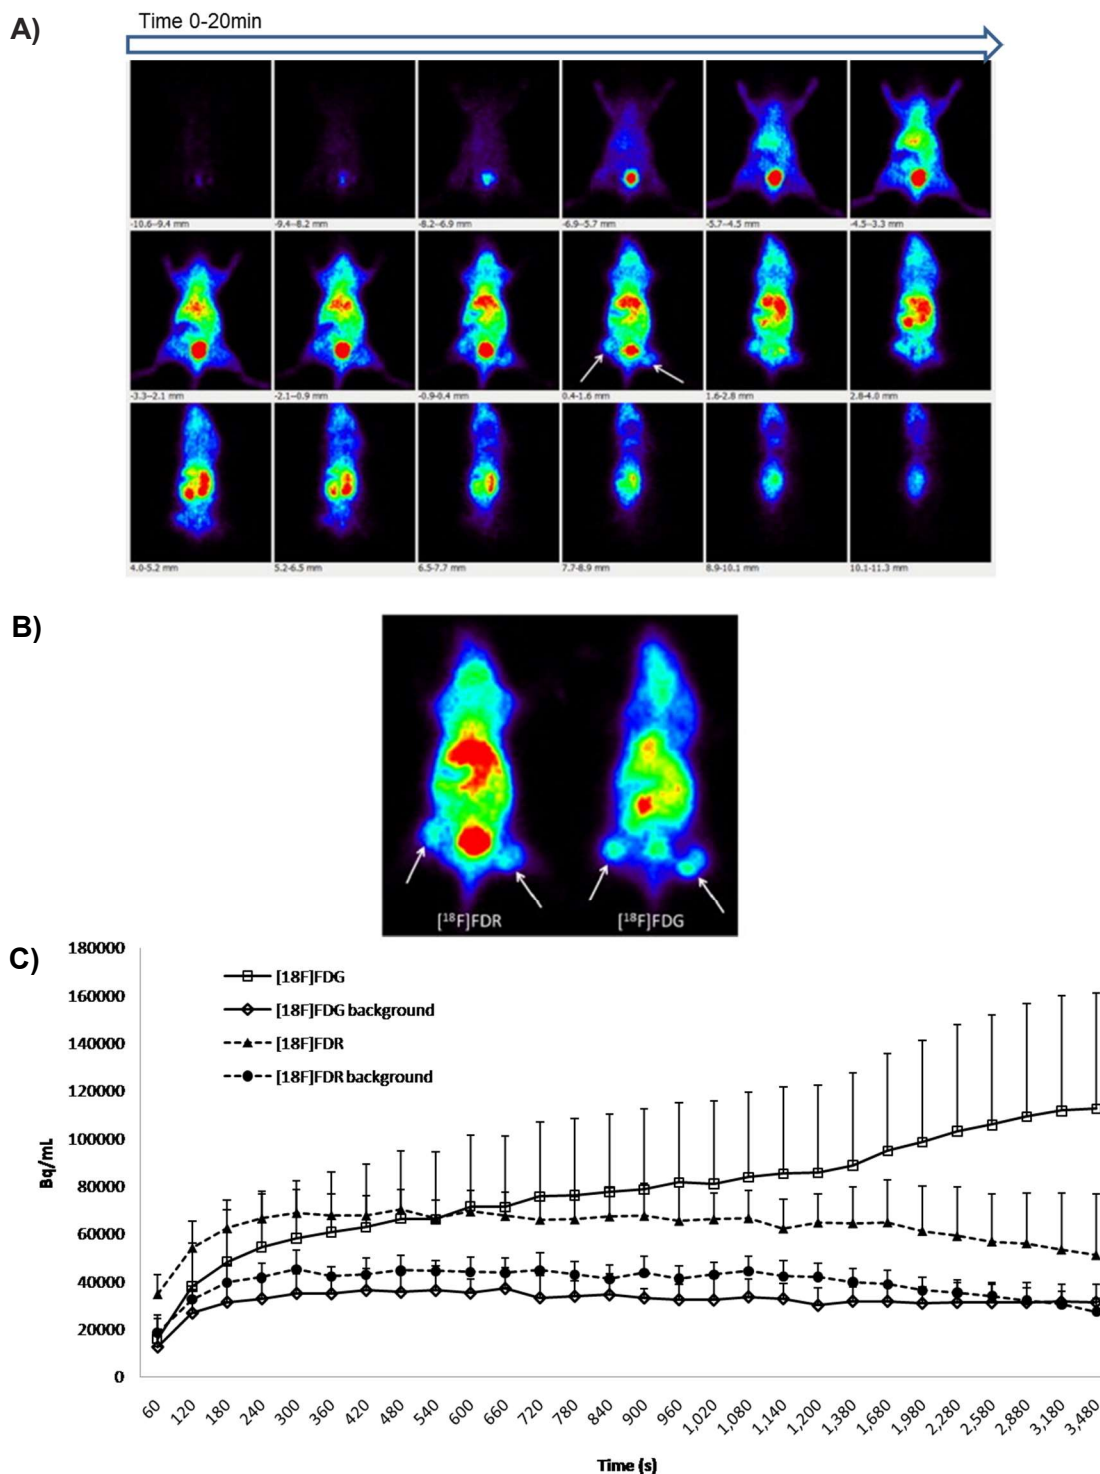 A)
Time 0-20min
-10.6--9.4 mm
-9.4--8.2 mm
-8.2--6.9 mm
-6.9--5.7 mm
-5.7--4.5 mm
-4.5--3.3 mm
-3.3--2.1 mm
-2.1--0.9 mm
-0.9-0.4 mm
0.4-1.6 mm
1.6-2.8 mm
2.8-4.0 mm
4.0-5.2 mm
5.2-6.5 mm
6.5-7.7 mm
7.7-8.9 mm
8.9-10.1 mm
10.1-11.3 mm
B)
[¹⁸F]FDR
[¹⁸F]FDG
C)
180000
160000
140000
120000
100000
80000
60000
40000
20000
0
Bq/mL
[18F]FDG
[18F]FDG background
[18F]FDR
[18F]FDR background
60
120
180
240
300
360
420
480
540
600
660
720
780
840
900
960
1,020
1,080
1,140
1,200
1,380
1,680
1,980
2,280
2,580
2,880
3,180
3,480
Time (s)